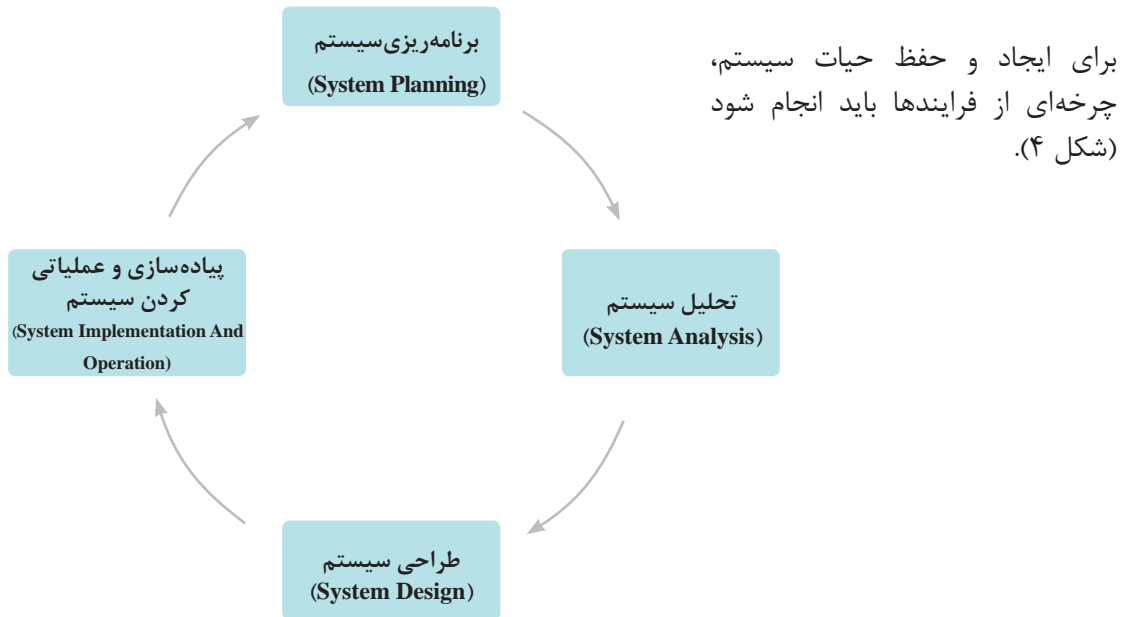 برای ایجاد و حفظ حیات سیستم،
چرخه‌ای از فرایندها باید انجام شود
(شکل ۴).
برنامه‌ریزی‌سیستم
(System Planning)
تحلیل سیستم
(System Analysis)
طراحی سیستم
(System Design)
پیاده‌سازی و عملیاتی
کردن سیستم
(System Implementation And
Operation)